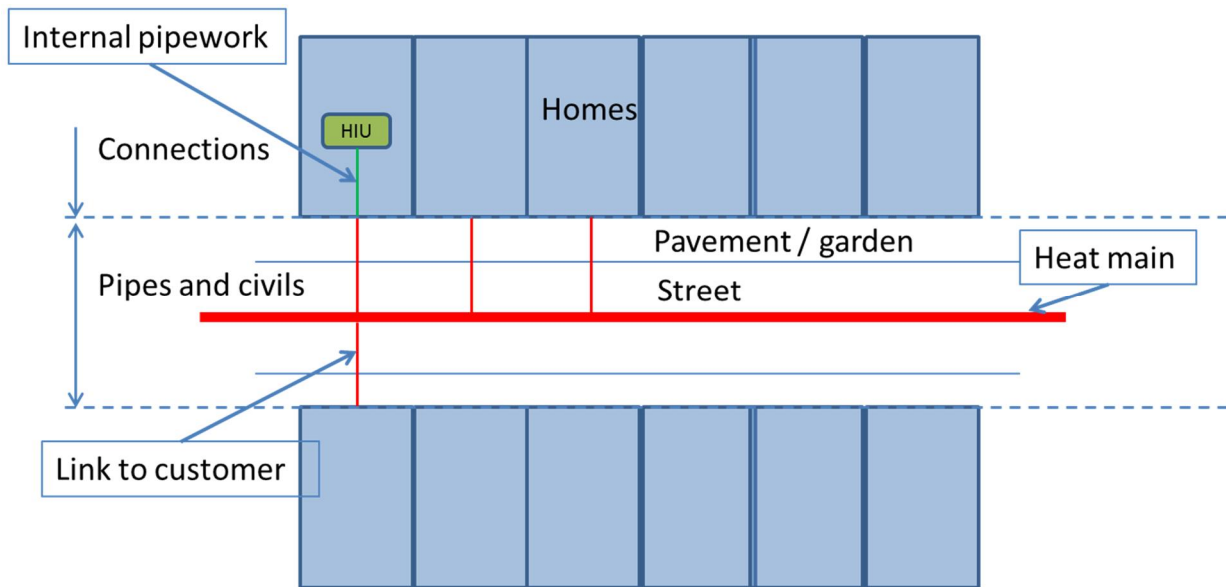 Internal pipework
HIU
Homes
Connections
Pavement / garden
Heat main
Pipes and civils
Street
Link to customer